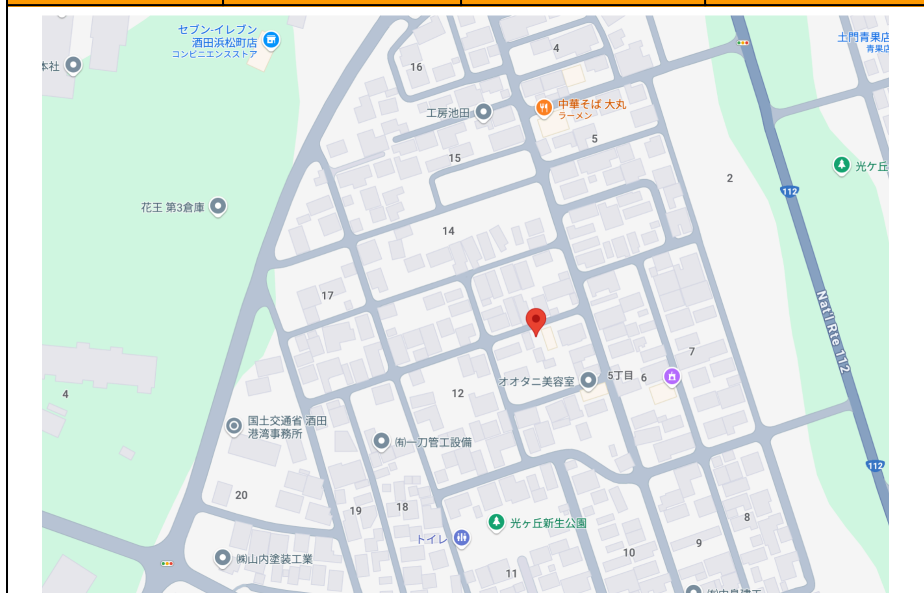 セブン-イレブン
酒田浜松町店
コンビニエンスストア
本社
16
4
土門青果店
青果店
工房池田
中華そば 大丸
ラーメン
5
15
2
光ケ丘
112
花王 第3倉庫
14
17
Nat'l Rte 112
7
オオタニ美容室
5丁目
6
4
12
国土交通省 酒田
港湾事務所
㈲一刀管工設備
112
20
19
18
光ヶ丘新生公園
8
トイレ
㈱山内塗装工業
9
10
11